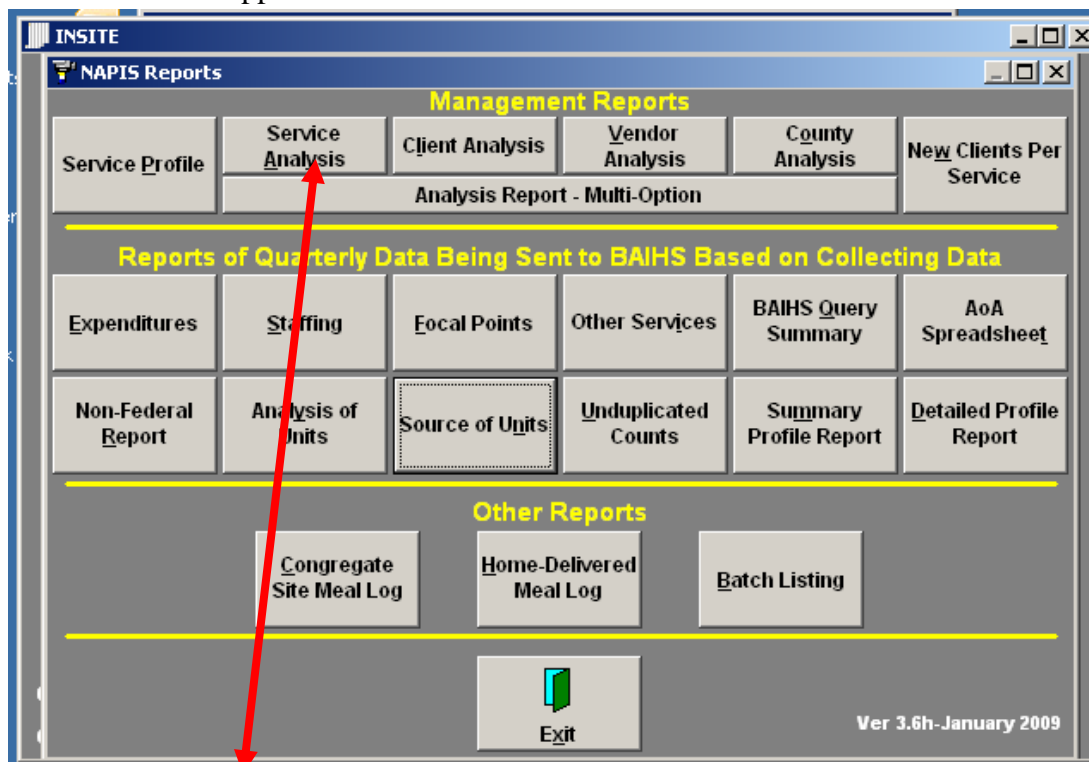 INSITE
NAPIS Reports
Management Reports
Service Profile
Service
Analysis
Client Analysis
Vendor
Analysis
County
Analysis
New Clients Per
Service
Analysis Report - Multi-Option
Reports of Quarterly Data Being Sent to BAIHS Based on Collecting Data
Expenditures
Staffing
Focal Points
Other Services
BAIHS Query
Summary
AoA
Spreadsheet
Non-Federal
Report
Analysis of
Units
Source of Units
Unduplicated
Counts
Summary
Profile Report
Detailed Profile
Report
Other Reports
Congregate
Site Meal Log
Home-Delivered
Meal Log
Batch Listing
Exit
Ver 3.6h-January 2009